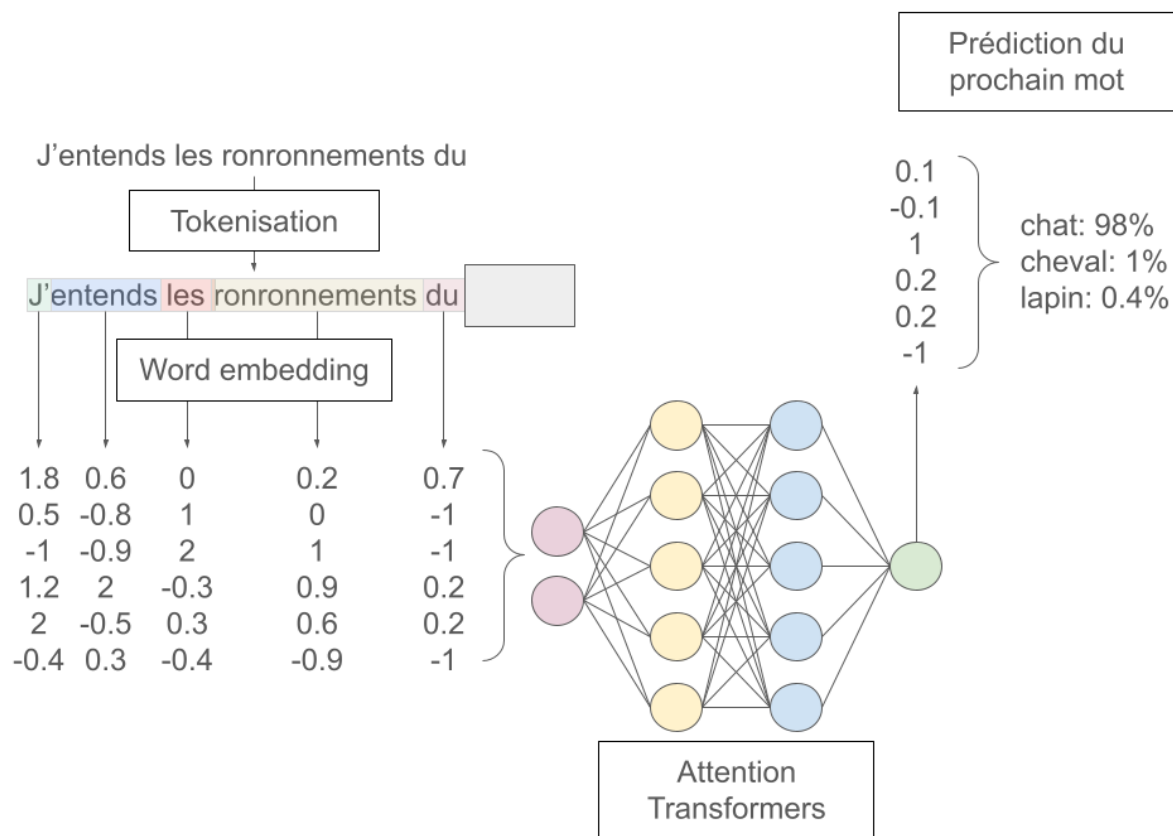 Prédiction du
prochain mot
J'entends les ronronnements du
Tokenisation
J'entends les ronronnements du
Word embedding
1.8 0.6 0 0.2 0.7
0.5 -0.8 1 0 -1
-1 -0.9 2 1 -1
1.2 2 -0.3 0.9 0.2
2 -0.5 0.3 0.6 0.2
-0.4 0.3 -0.4 -0.9 -1
Attention
Transformers
0.1
-0.1
1
0.2
0.2
-1
chat: 98%
cheval: 1%
lapin: 0.4%